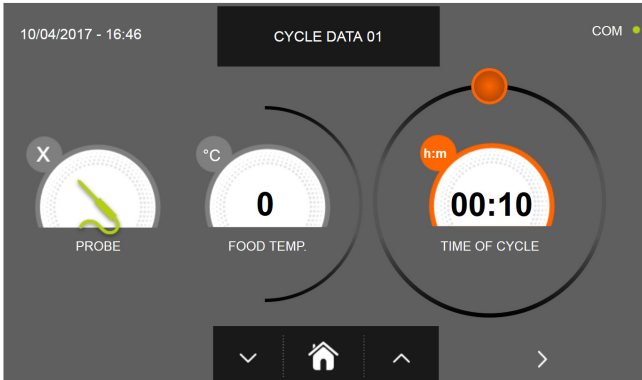 10/04/2017 - 16:46
CYCLE DATA 01
COM
X
°C
h:m
0
00:10
PROBE
FOOD TEMP.
TIME OF CYCLE